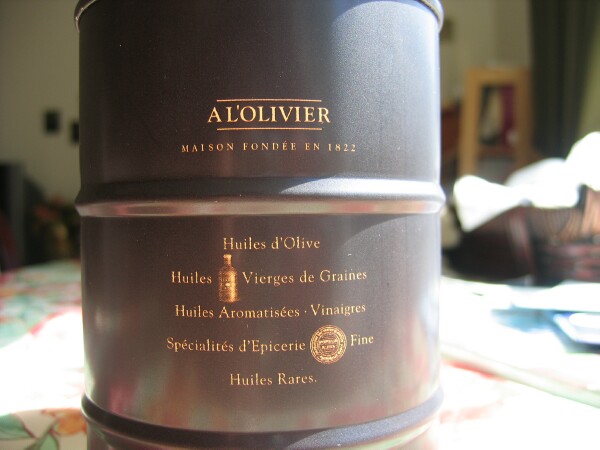 A L'OLIVIER
MAISON FONDÉE EN 1822
Huiles d'Olive
Huiles Vierges de Graines
Huiles Aromatisées · Vinaigres
Spécialités d'Epicerie Fine
Huiles Rares.